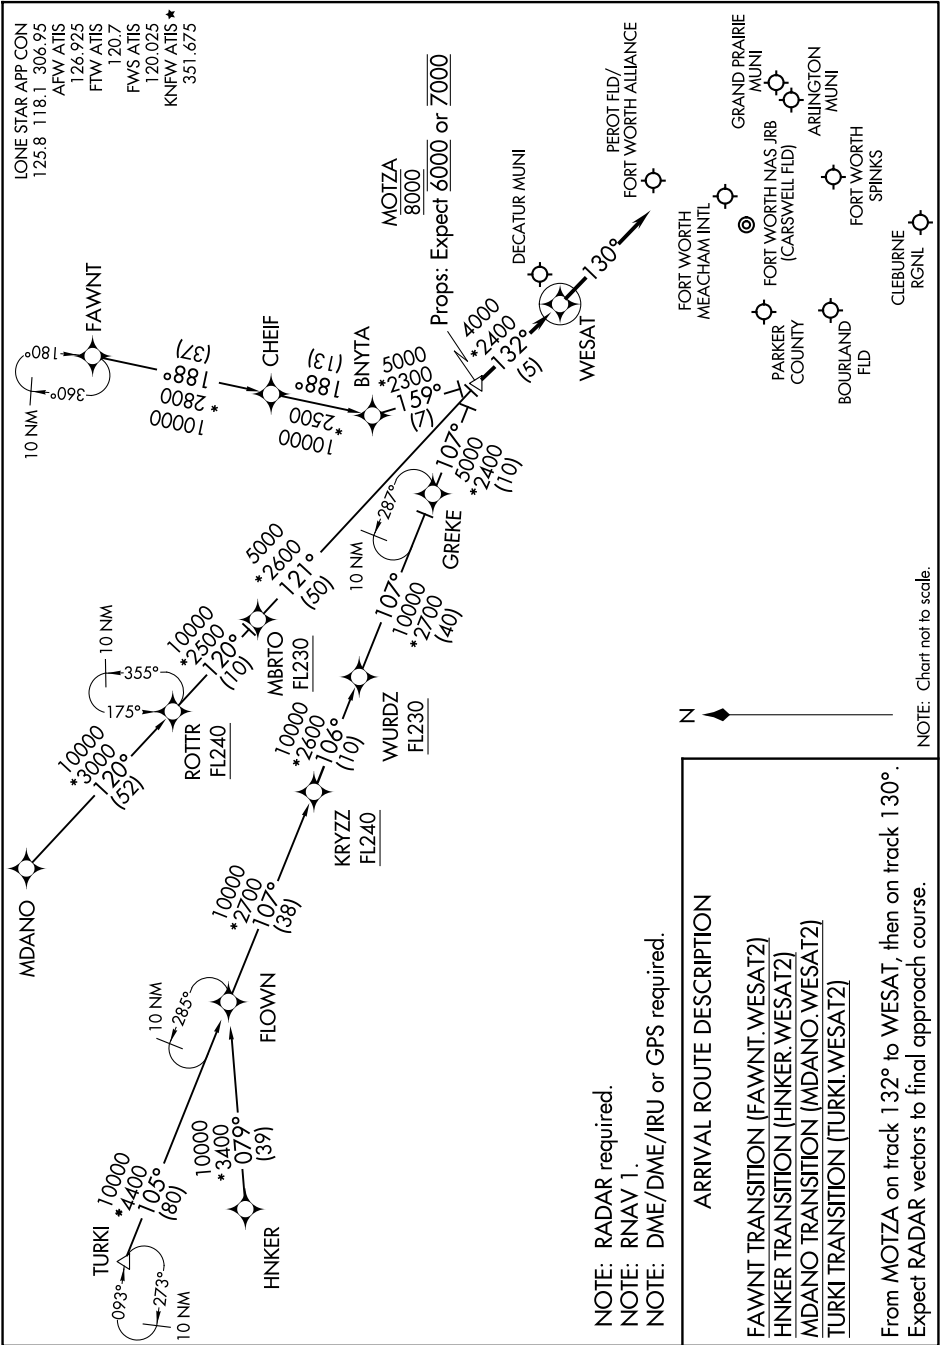 LONE STAR APP CON
125.8 118.1 306.95
AFW ATIS
126.925
FTW ATIS
120.7
FWS ATIS
120.025
KNFW ATIS ★
351.675
MDANO
10000
*3000
120°
(52)
175°
355°
10 NM
ROTTR
FL240
10000
*2500
120°
(10)
MBRTO
FL230
5000
*2600
121°
(50)
10 NM
360°
180°
FAWNT
10000
*2800
188°
(37)
CHEIF
10000
*2500
188°
(13)
BNYTA
5000
*2300
159°
(7)
MOTZA
8000
Props: Expect 6000 or 7000
4000
*2400
132°
(5)
WESAT
130°
TURKI
093°
273°
10 NM
10000
*4400
105°
(80)
HNKER
10000
*3400
079°
(39)
10 NM
285°
FLOWN
10000
*2700
107°
(38)
KRYZZ
FL240
10000
*2600
106°
(10)
WURDZ
FL230
107°
10000
*2700
(40)
10 NM
287°
GREKE
107°
5000
*2400
(10)
DECATUR MUNI
PEROT FLD/
FORT WORTH ALLIANCE
FORT WORTH
MEACHAM INTL
FORT WORTH NAS JRB
(CARSWELL FLD)
GRAND PRAIRIE
MUNI
ARLINGTON
MUNI
PARKER
COUNTY
BOURLAND
FLD
FORT WORTH
SPINKS
CLEBURNE
RGNL
N
NOTE: Chart not to scale.
NOTE: RADAR required.
NOTE: RNAV 1.
NOTE: DME/DME/IRU or GPS required.
ARRIVAL ROUTE DESCRIPTION
FAWNT TRANSITION (FAWNT.WESAT2)
HNKER TRANSITION (HNKER.WESAT2)
MDANO TRANSITION (MDANO.WESAT2)
TURKI TRANSITION (TURKI.WESAT2)
From MOTZA on track 132° to WESAT, then on track 130°.
Expect RADAR vectors to final approach course.